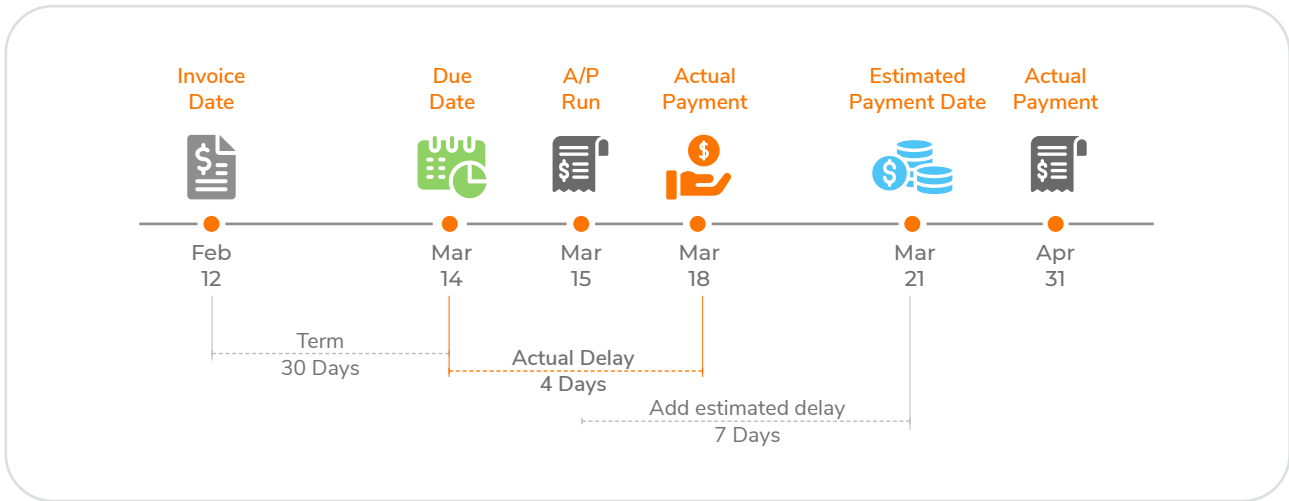 Invoice
Date
Due
Date
A/P
Run
Actual
Payment
Estimated
Payment Date
Actual
Payment
$
$
$
$
$
Feb
12
Mar
14
Mar
15
Mar
18
Mar
21
Apr
31
Term
30 Days
Actual Delay
4 Days
Add estimated delay
7 Days